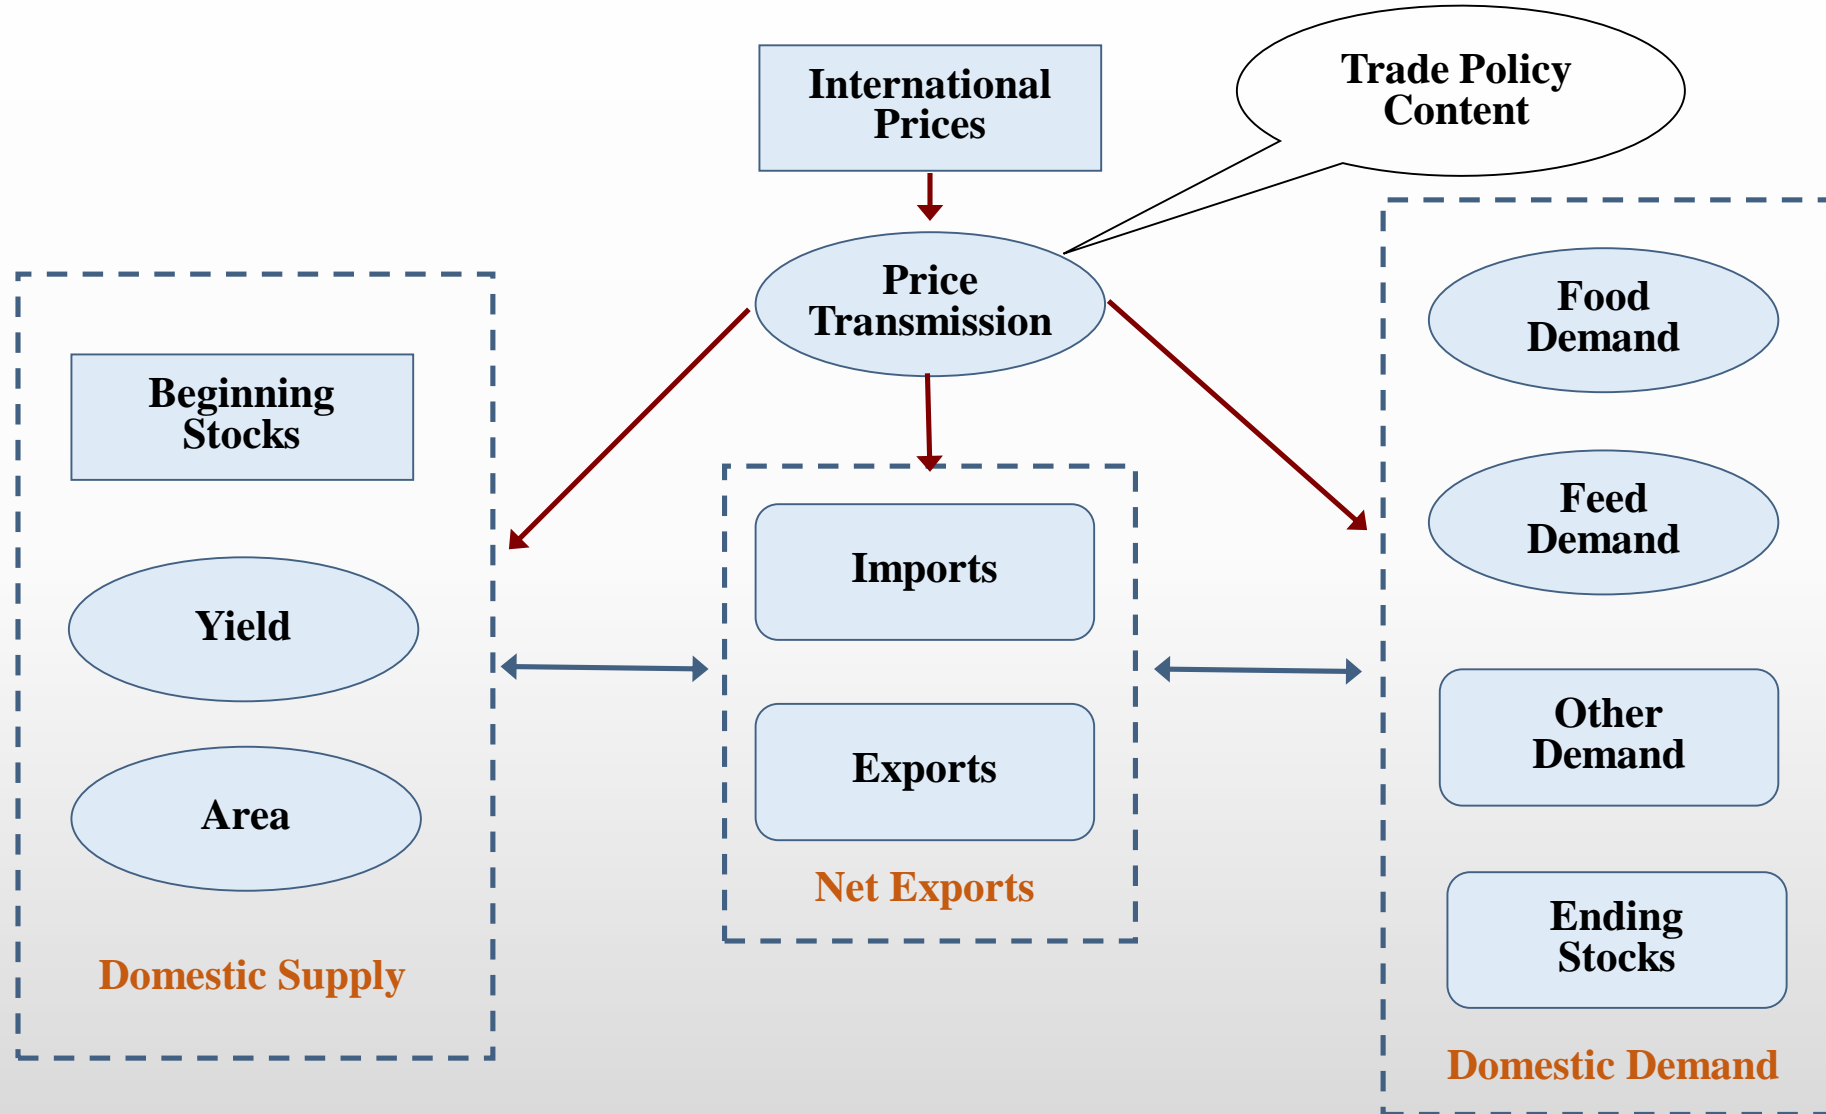 International
Prices
Trade Policy
Content
Price
Transmission
Beginning
Stocks
Yield
Area
Domestic Supply
Imports
Exports
Net Exports
Food
Demand
Feed
Demand
Other
Demand
Ending
Stocks
Domestic Demand